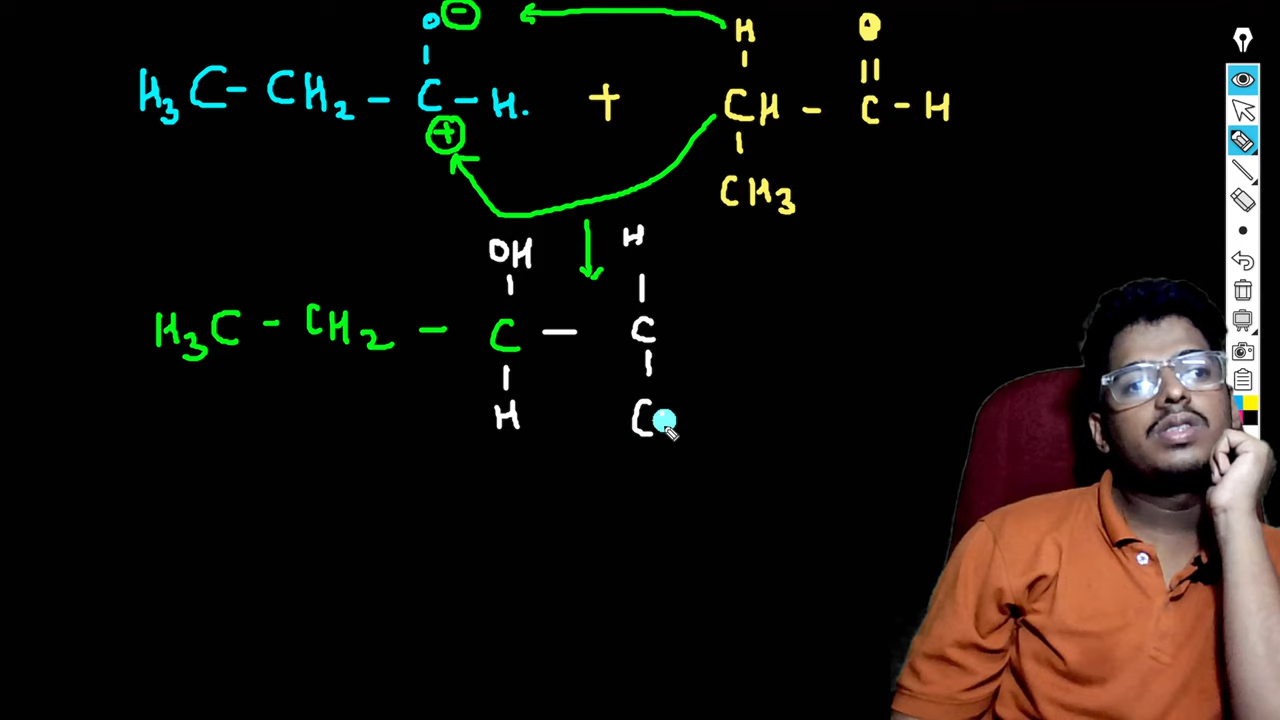 O ⊖ H O
H₃C – CH₂ – C – H. + CH – C – H
⊕
CH₃
OH H
H₃C – CH₂ – C – C
H C